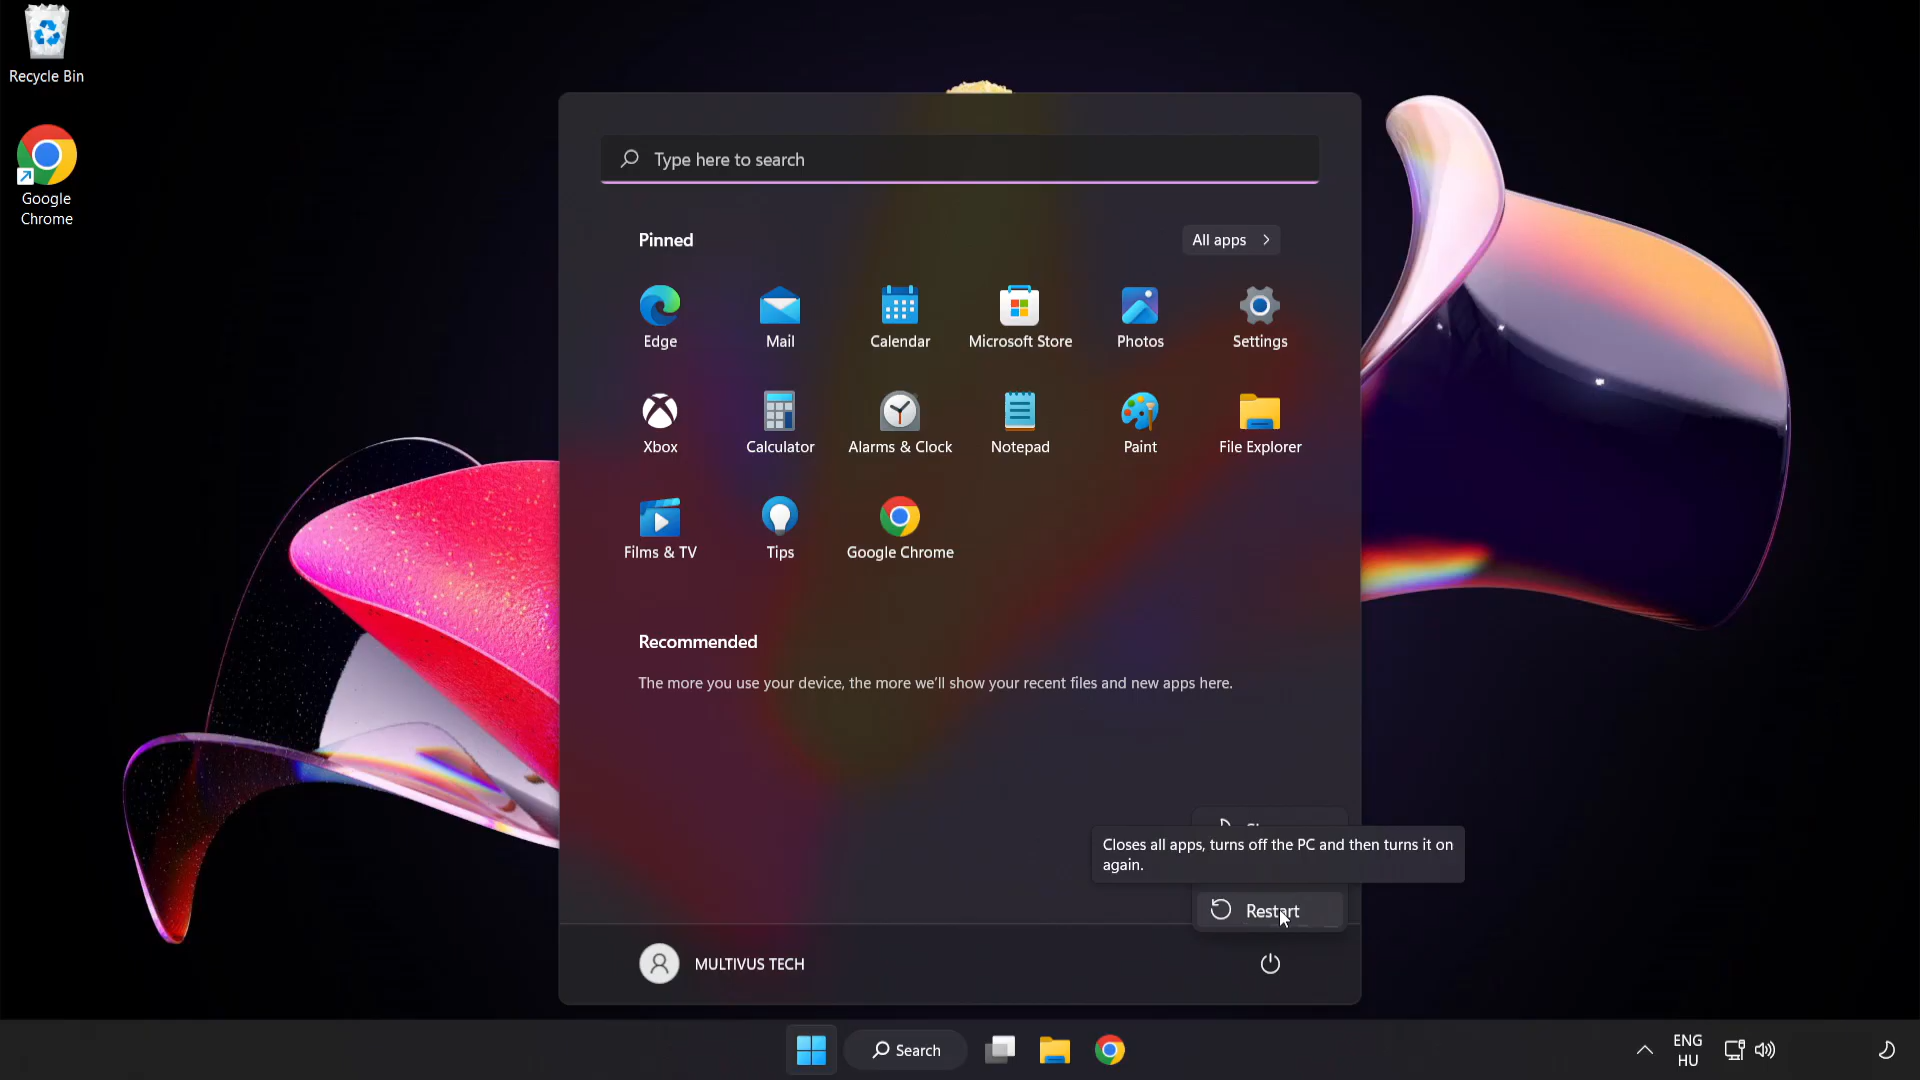 Recycle Bin
Google
Chrome
Type here to search
Pinned
All apps
Edge
Mail
Calendar
Microsoft Store
Photos
Settings
Xbox
Calculator
Alarms & Clock
Notepad
Paint
File Explorer
Films & TV
Tips
Google Chrome
Recommended
The more you use your device, the more we'll show your recent files and new apps here.
Closes all apps, turns off the PC and then turns it on
again.
Restart
MULTIVUS TECH
Search
ENG
HU